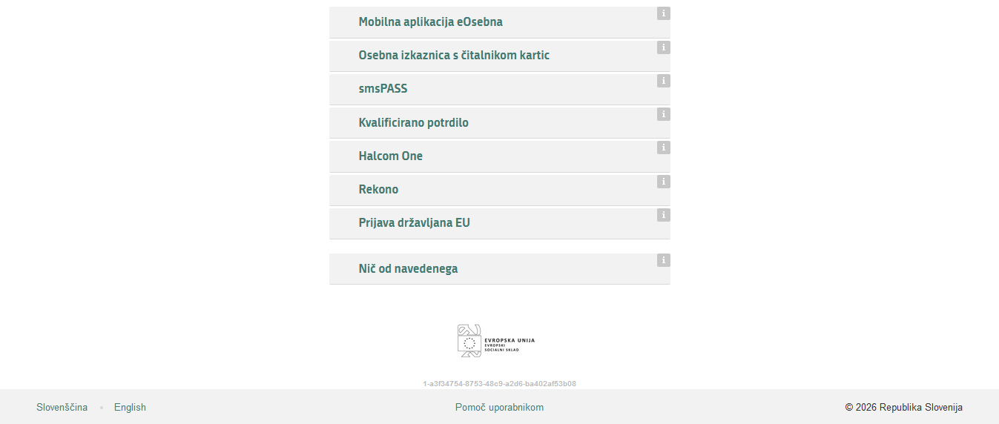 Mobilna aplikacija eOsebna
Osebna izkaznica s čitalnikom kartic
smsPASS
Kvalificirano potrdilo
Halcom One
Rekono
Prijava državljana EU
Nič od navedenega
EVROPSKA UNIJA
EVROPSKI
SOCIALNI SKLAD
1-a3f34754-8753-48c9-a2d6-ba402af53b08
Slovenščina • English Pomoč uporabnikom © 2026 Republika Slovenija